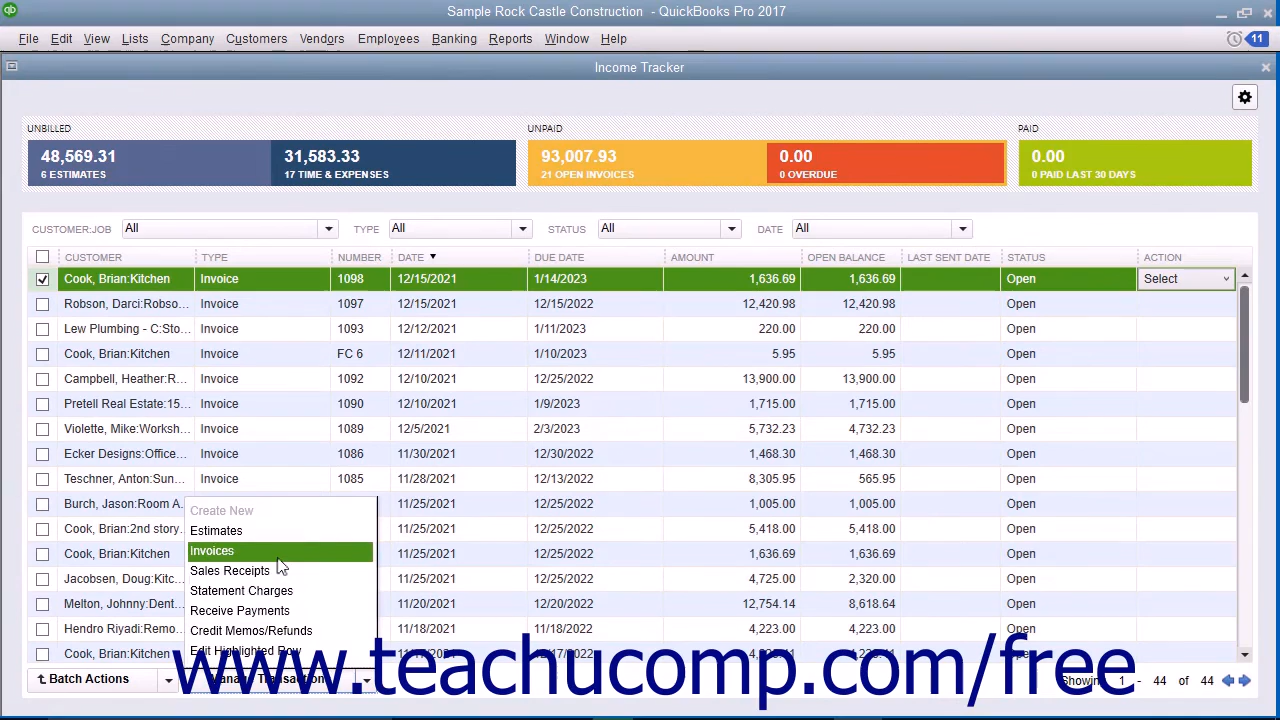 qb
Sample Rock Castle Construction - QuickBooks Pro 2017
File Edit View Lists Company Customers Vendors Employees Banking Reports Window Help 11
Income Tracker
UNBILLED UNPAID PAID
48,569.31 31,583.33 93,007.93 0.00 0.00
6 ESTIMATES 17 TIME & EXPENSES 21 OPEN INVOICES 0 OVERDUE 0 PAID LAST 30 DAYS
CUSTOMER:JOB All TYPE All STATUS All DATE All
CUSTOMER TYPE NUMBER DATE DUE DATE AMOUNT OPEN BALANCE LAST SENT DATE STATUS ACTION
Cook, Brian:Kitchen Invoice 1098 12/15/2021 1/14/2023 1,636.69 1,636.69 Open Select
Robson, Darci:Robso... Invoice 1097 12/15/2021 12/15/2022 12,420.98 12,420.98 Open
Lew Plumbing - C:Sto... Invoice 1093 12/12/2021 1/11/2023 220.00 220.00 Open
Cook, Brian:Kitchen Invoice FC 6 12/11/2021 1/10/2023 5.95 5.95 Open
Campbell, Heather:R... Invoice 1092 12/10/2021 12/25/2022 13,900.00 13,900.00 Open
Pretell Real Estate:15... Invoice 1090 12/10/2021 1/9/2023 1,715.00 1,715.00 Open
Violette, Mike:Worksh... Invoice 1089 12/5/2021 2/3/2023 5,732.23 4,732.23 Open
Ecker Designs:Office... Invoice 1086 11/30/2021 12/30/2022 1,468.30 1,468.30 Open
Teschner, Anton:Sun... Invoice 1085 11/28/2021 12/13/2022 8,305.95 565.95 Open
Burch, Jason:Room A. 11/25/2021 12/25/2022 1,005.00 1,005.00 Open
Cook, Brian:2nd story. 11/25/2021 12/25/2022 5,418.00 5,418.00 Open
Cook, Brian:Kitchen 11/25/2021 12/25/2022 1,636.69 1,636.69 Open
Jacobsen, Doug:Kitc... 11/25/2021 12/25/2022 4,725.00 2,320.00 Open
Melton, Johnny:Dent... 11/20/2021 12/20/2022 12,754.14 8,618.64 Open
Hendro Riyadi:Remo... 11/18/2021 12/18/2022 4,223.00 4,223.00 Open
Cook, Brian:Kitchen Open
Create New
Estimates
Invoices
Sales Receipts
Statement Charges
Receive Payments
Credit Memos/Refunds
Edit Highlighted Row
Batch Actions Manage Transactions Showing 1 - 44 of 44
www.teachucomp.com/free